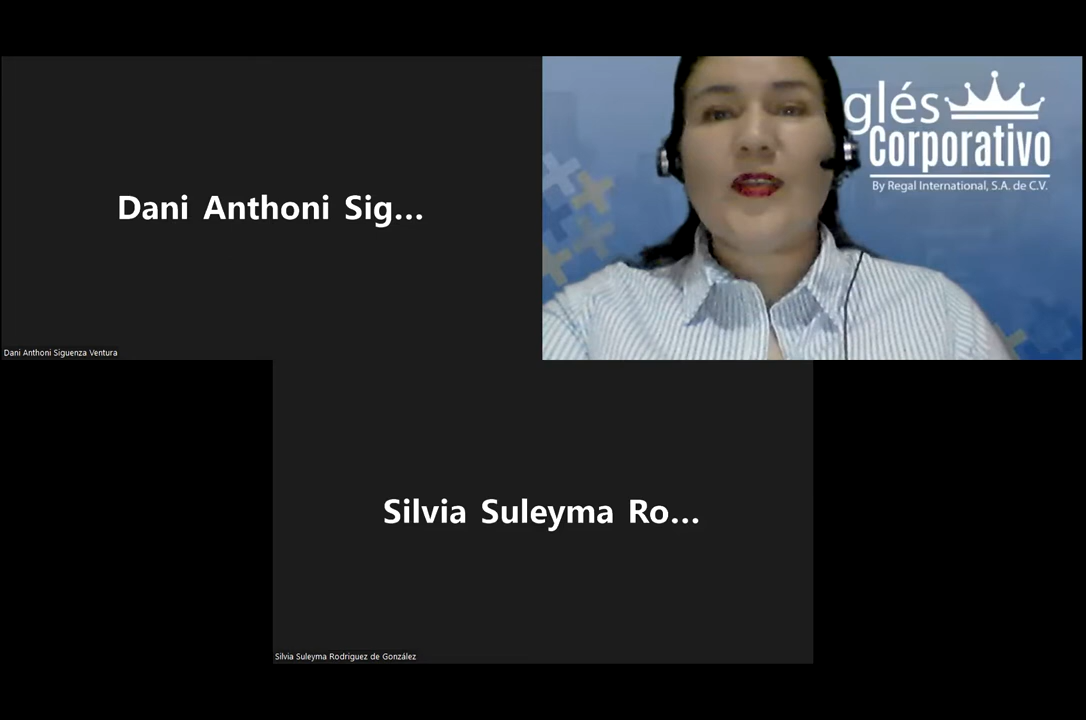 Dani Anthoni Sig...
Dani Anthoni Siguenza Ventura
glés
Corporativo
By Regal International, S.A. de C.V.
Silvia Suleyma Ro...
Silvia Suleyma Rodriguez de González